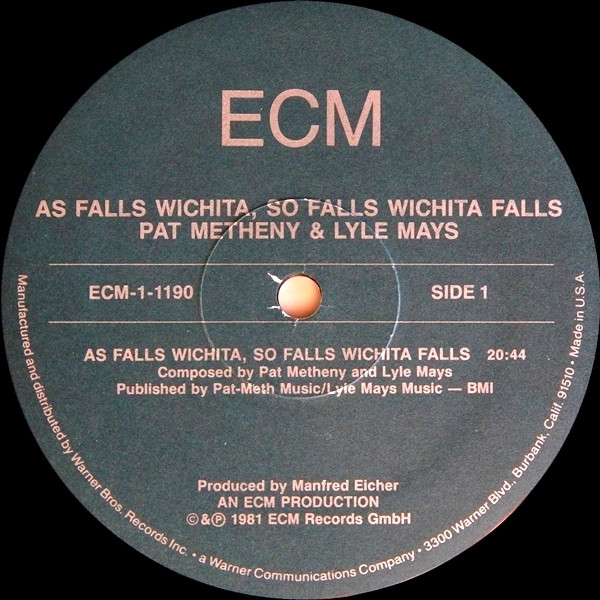 ECM
AS FALLS WICHITA, SO FALLS WICHITA FALLS
PAT METHENY & LYLE MAYS
ECM-1-1190 SIDE 1
AS FALLS WICHITA, SO FALLS WICHITA FALLS 20:44
Composed by Pat Metheny and Lyle Mays
Published by Pat-Meth Music/Lyle Mays Music — BMI
Produced by Manfred Eicher
AN ECM PRODUCTION
©&℗ 1981 ECM Records GmbH
Manufactured and distributed by Warner Bros. Records Inc. • a Warner Communications Company • 3300 Warner Blvd., Burbank, Calif. 91510 • Made in U.S.A.